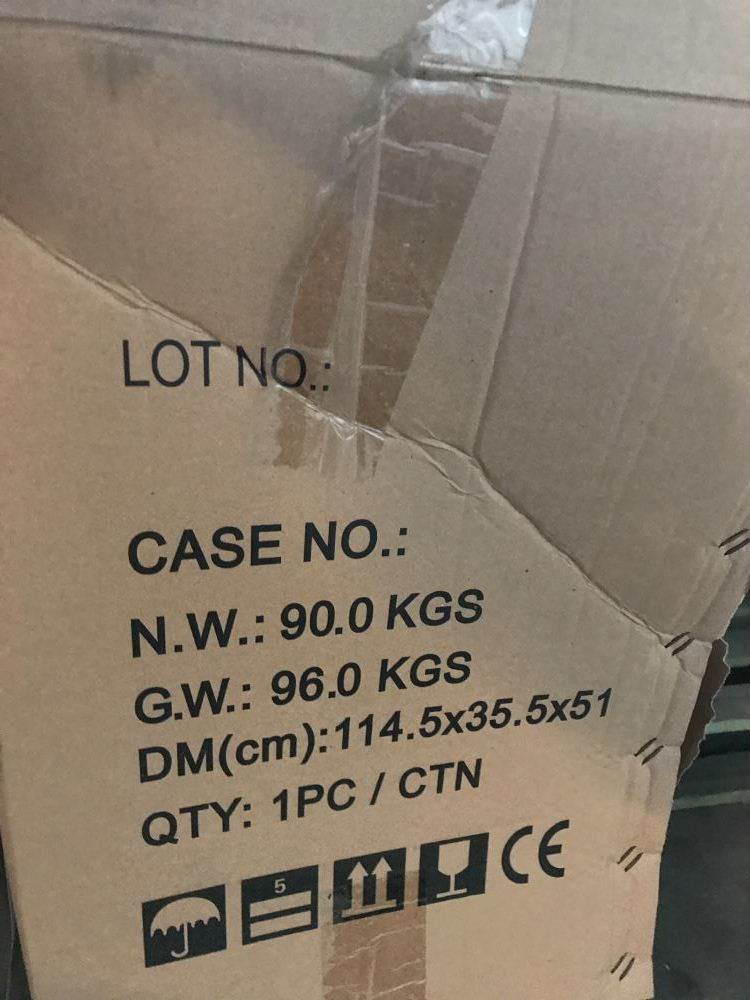 LOT NO.:
CASE NO.:
N.W.: 90.0 KGS
G.W.: 96.0 KGS
DM(cm):114.5x35.5x51
QTY: 1PC / CTN
5
CE